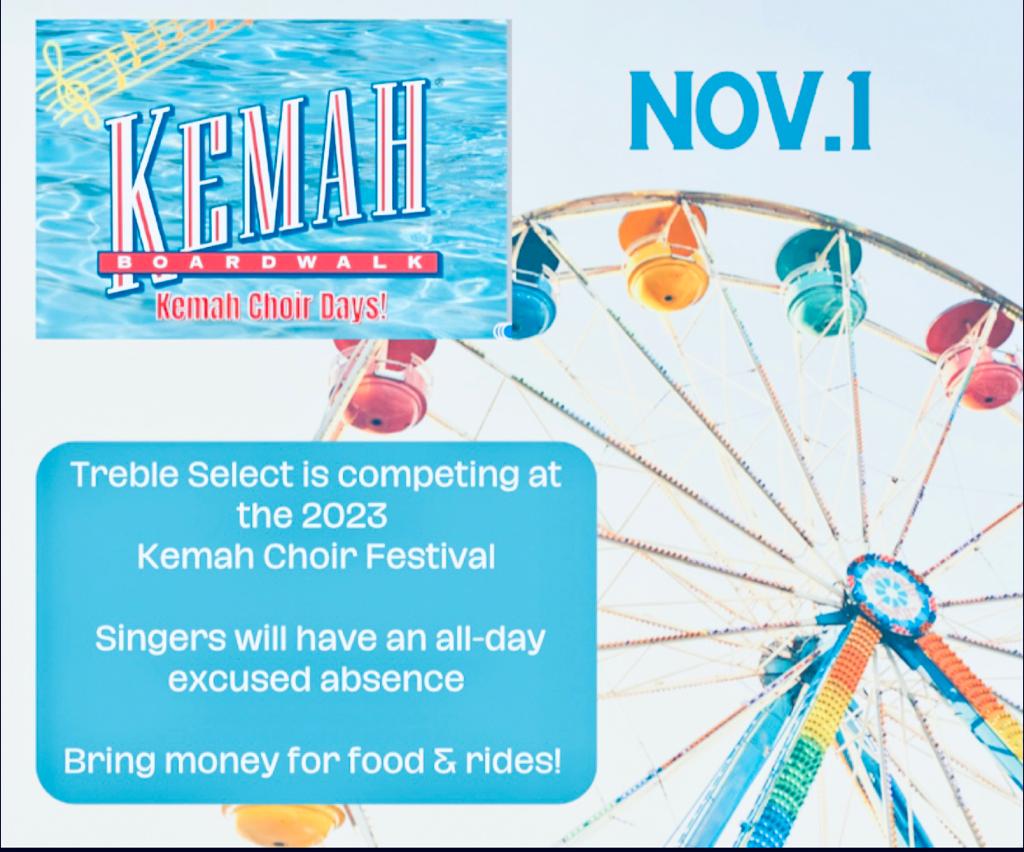 KEMAH
BOARDWALK
Kemah Choir Days!
NOV.1
Treble Select is competing at
the 2023
Kemah Choir Festival
Singers will have an all-day
excused absence
Bring money for food & rides!